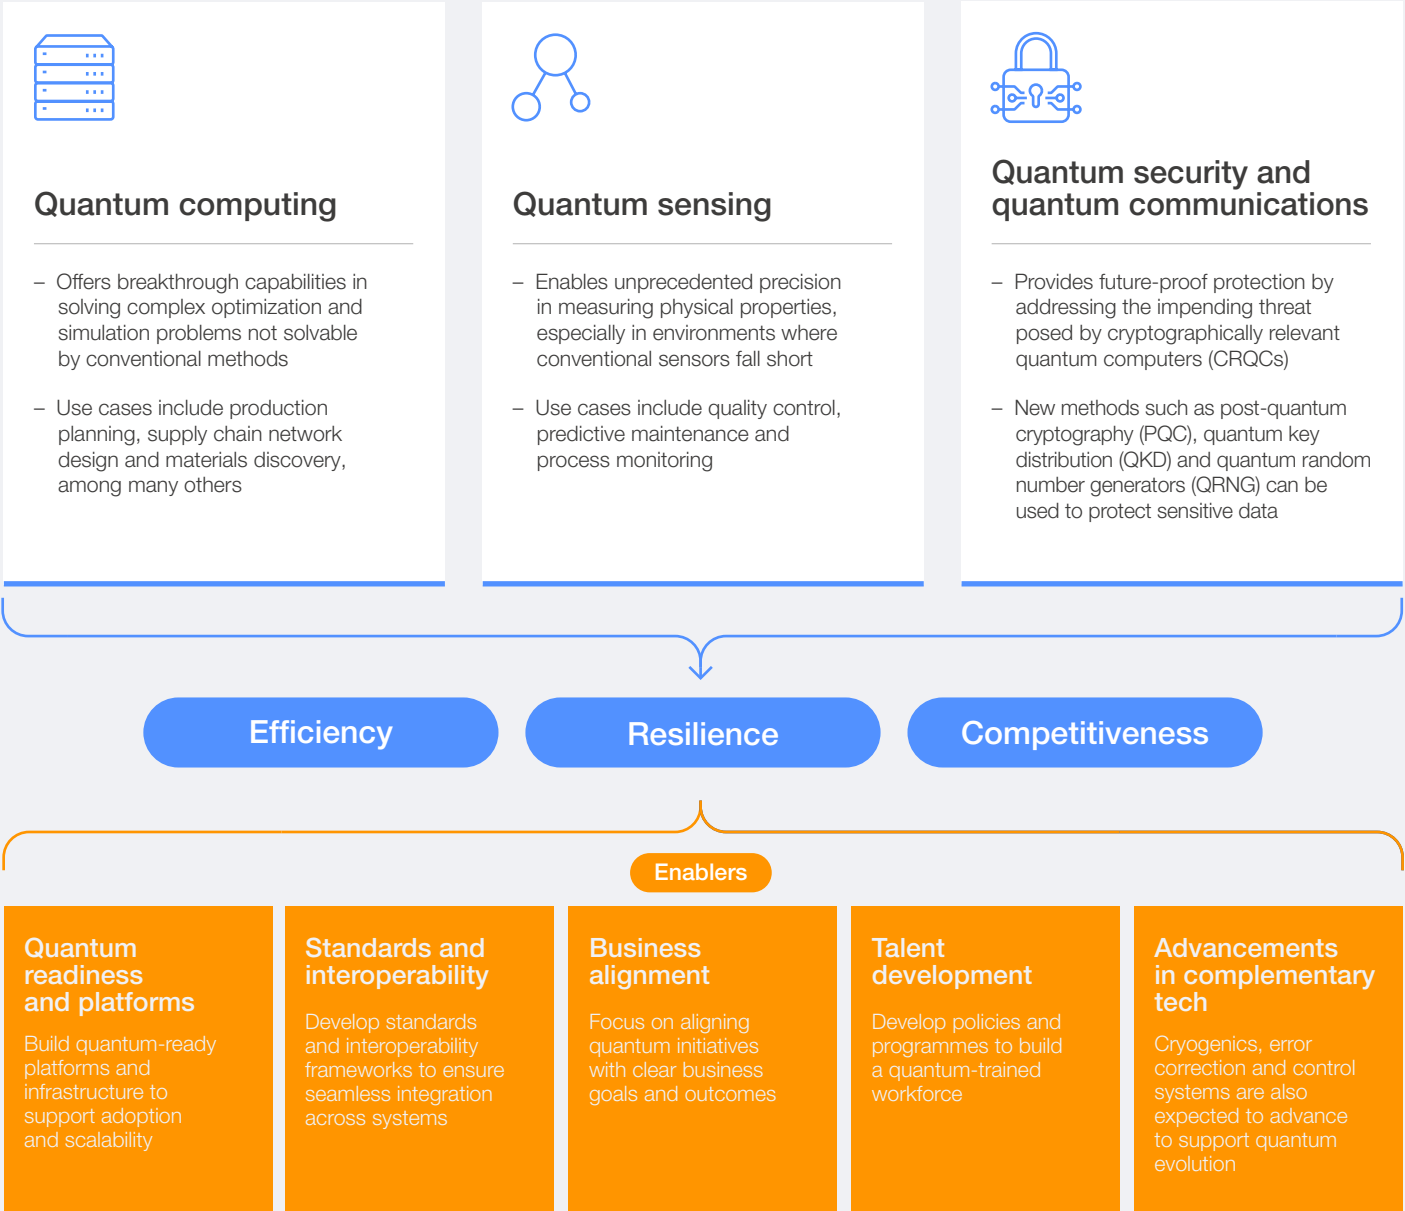 Quantum computing
– Offers breakthrough capabilities in
solving complex optimization and
simulation problems not solvable
by conventional methods
– Use cases include production
planning, supply chain network
design and materials discovery,
among many others
Quantum sensing
– Enables unprecedented precision
in measuring physical properties,
especially in environments where
conventional sensors fall short
– Use cases include quality control,
predictive maintenance and
process monitoring
Quantum security and
quantum communications
– Provides future-proof protection by
addressing the impending threat
posed by cryptographically relevant
quantum computers (CRQCs)
– New methods such as post-quantum
cryptography (PQC), quantum key
distribution (QKD) and quantum random
number generators (QRNG) can be
used to protect sensitive data
Efficiency
Resilience
Competitiveness
Enablers
Quantum
readiness
and platforms
Build quantum-ready
platforms and
infrastructure to
support adoption
and scalability
Standards and
interoperability
Develop standards
and interoperability
frameworks to ensure
seamless integration
across systems
Business
alignment
Focus on aligning
quantum initiatives
with clear business
goals and outcomes
Talent
development
Develop policies and
programmes to build
a quantum-trained
workforce
Advancements
in complementary
tech
Cryogenics, error
correction and control
systems are also
expected to advance
to support quantum
evolution